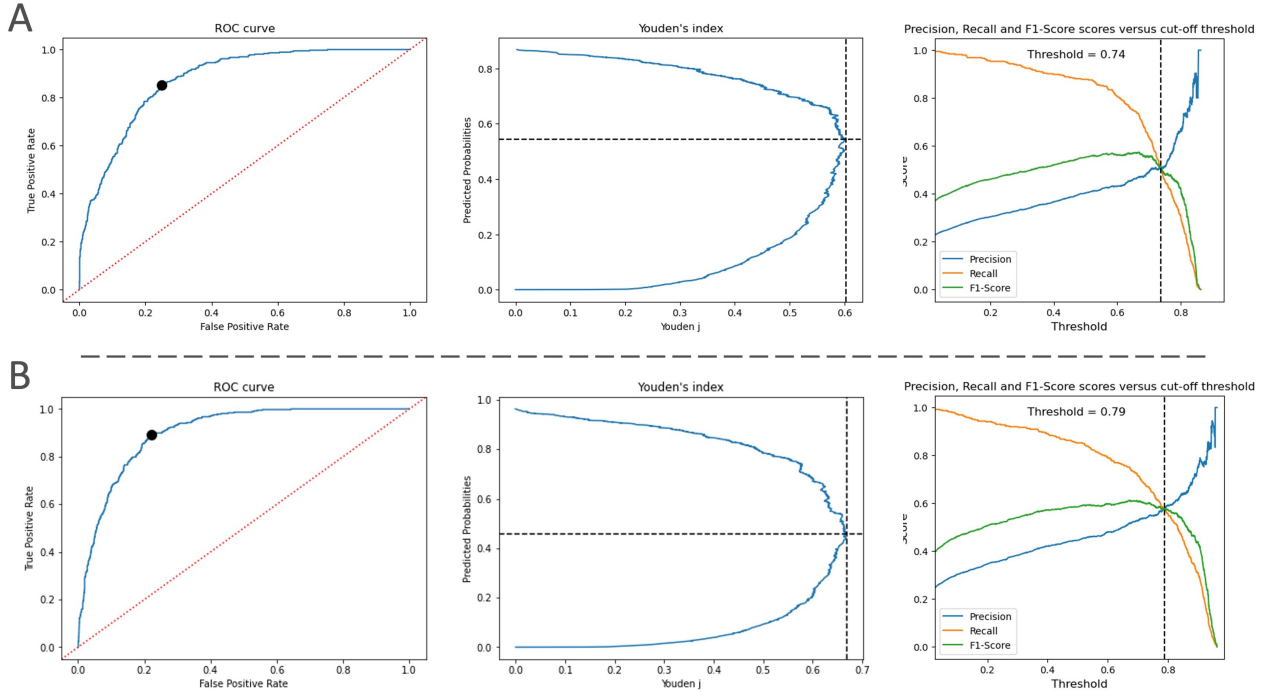 A
ROC curve
True Positive Rate
1.0
0.8
0.6
0.4
0.2
0.0
0.0 0.2 0.4 0.6 0.8 1.0
False Positive Rate
Youden's index
Predicted Probabilities
0.8
0.6
0.4
0.2
0.0
0.0 0.1 0.2 0.3 0.4 0.5 0.6
Youden j
Precision, Recall and F1-Score scores versus cut-off threshold
Threshold = 0.74
1.0
0.8
0.6
0.4
0.2
0.0
Precision
Recall
F1-Score
0.2 0.4 0.6 0.8
Threshold
B
ROC curve
True Positive Rate
1.0
0.8
0.6
0.4
0.2
0.0
0.0 0.2 0.4 0.6 0.8 1.0
False Positive Rate
Youden's index
Predicted Probabilities
1.0
0.8
0.6
0.4
0.2
0.0
0.0 0.1 0.2 0.3 0.4 0.5 0.6 0.7
Youden j
Precision, Recall and F1-Score scores versus cut-off threshold
Threshold = 0.79
1.0
0.8
0.6
0.4
0.2
0.0
Precision
Recall
F1-Score
0.2 0.4 0.6 0.8
Threshold